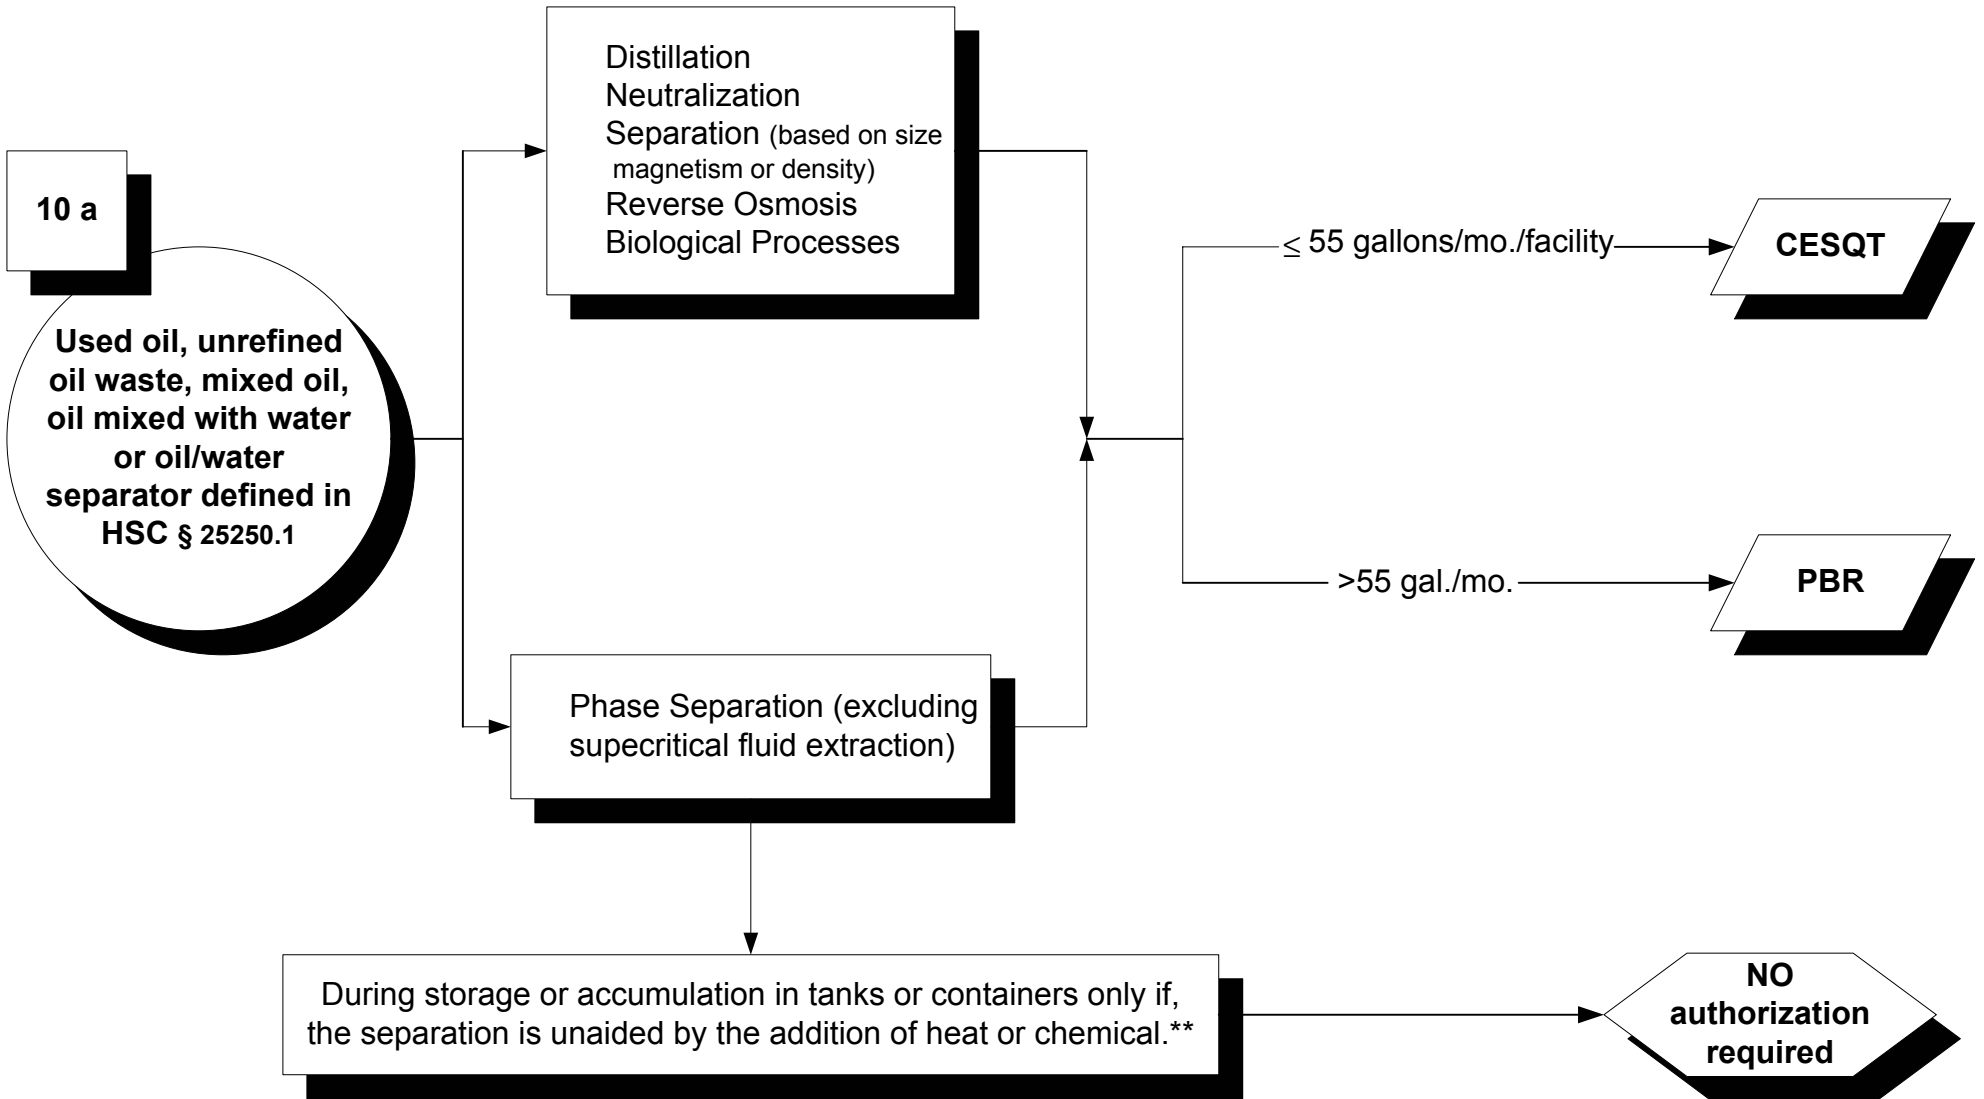 10 a
Used oil, unrefined
oil waste, mixed oil,
oil mixed with water
or oil/water
separator defined in
HSC § 25250.1
Distillation
Neutralization
Separation (based on size
magnetism or density)
Reverse Osmosis
Biological Processes
≤ 55 gallons/mo./facility
CESQT
>55 gal./mo.
PBR
Phase Separation (excluding
supecritical fluid extraction)
During storage or accumulation in tanks or containers only if,
the separation is unaided by the addition of heat or chemical.**
NO
authorization
required